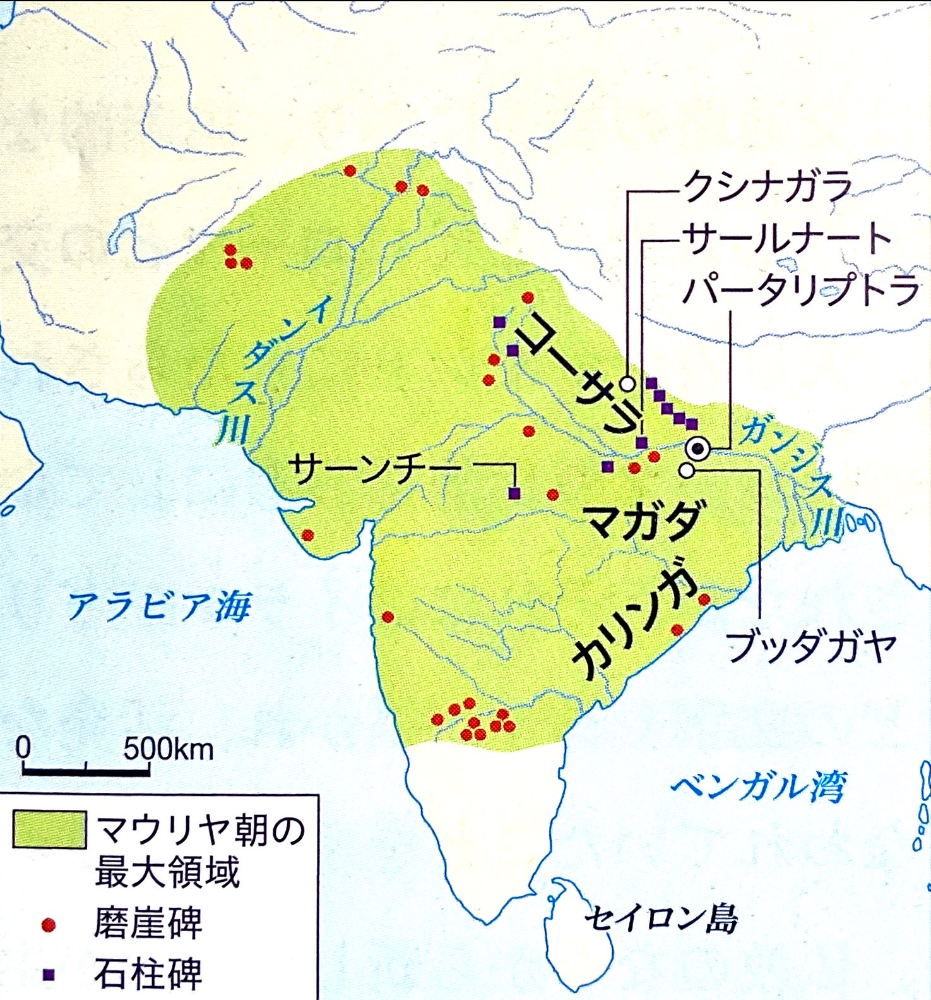 クシナガラ
サールナート
パータリプトラ
インダス川
コーサラ
ガンジス川
サーンチー
マガダ
カリンガ
アラビア海
ブッダガヤ
0 500km
ベンガル湾
マウリヤ朝の
最大領域
磨崖碑
石柱碑
セイロン島